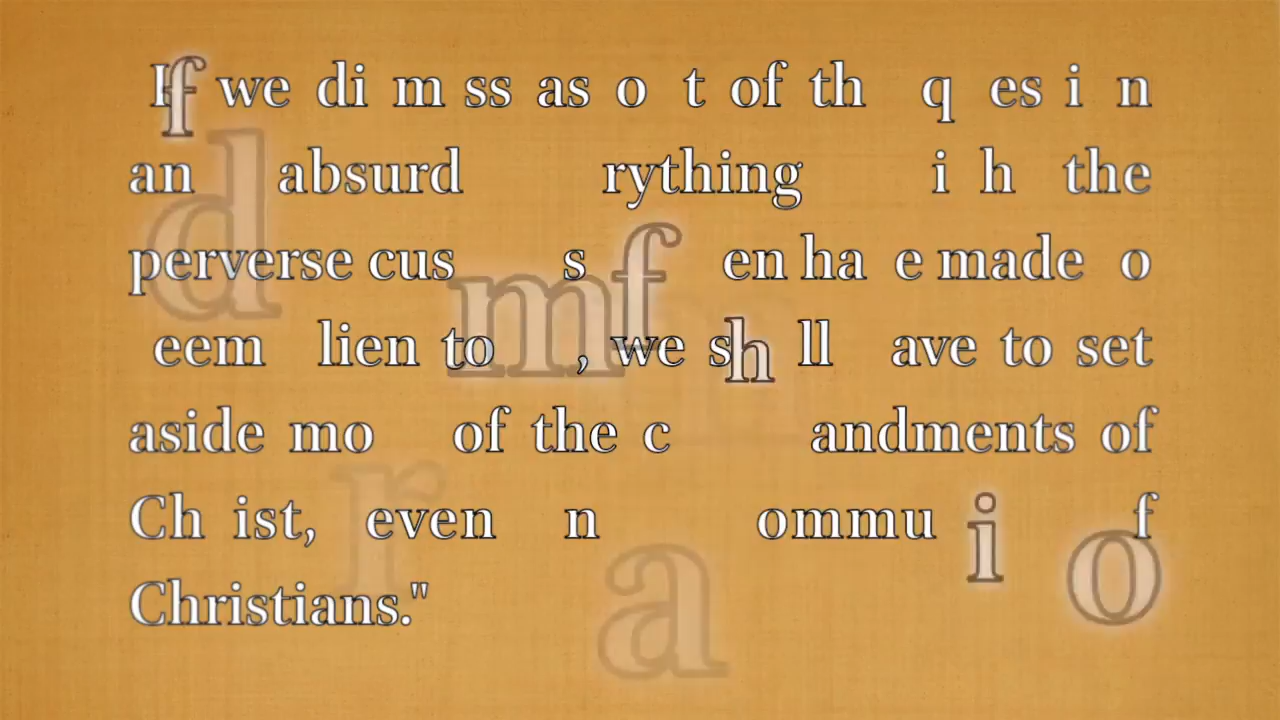 If we di m ss as o t of th q es i n
an absurd rything i h the
perverse cus s en ha e made o
eem lien to , we sh ll ave to set
aside mo of the c andments of
Ch ist, even n ommu i f
Christians."